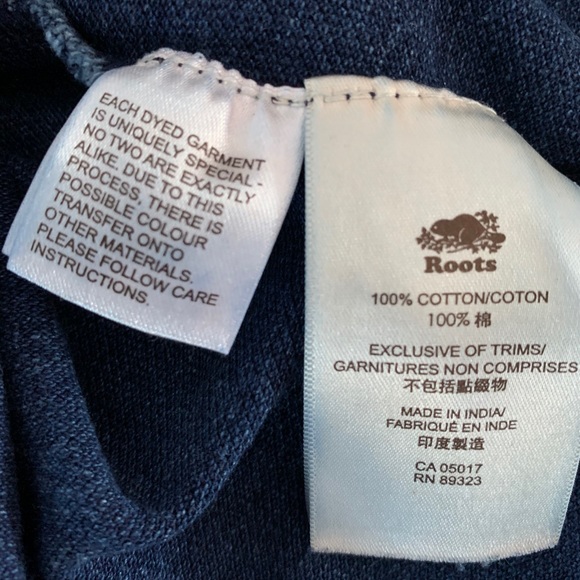 EACH DYED GARMENT
IS UNIQUELY SPECIAL -
NO TWO ARE EXACTLY
ALIKE. DUE TO THIS
PROCESS, THERE IS
POSSIBLE COLOUR
TRANSFER ONTO
OTHER MATERIALS.
PLEASE FOLLOW CARE
INSTRUCTIONS.
Roots
100% COTTON/COTON
100% 棉
EXCLUSIVE OF TRIMS/
GARNITURES NON COMPRISES
不包括點綴物
MADE IN INDIA/
FABRIQUÉ EN INDE
印度製造
CA 05017
RN 89323